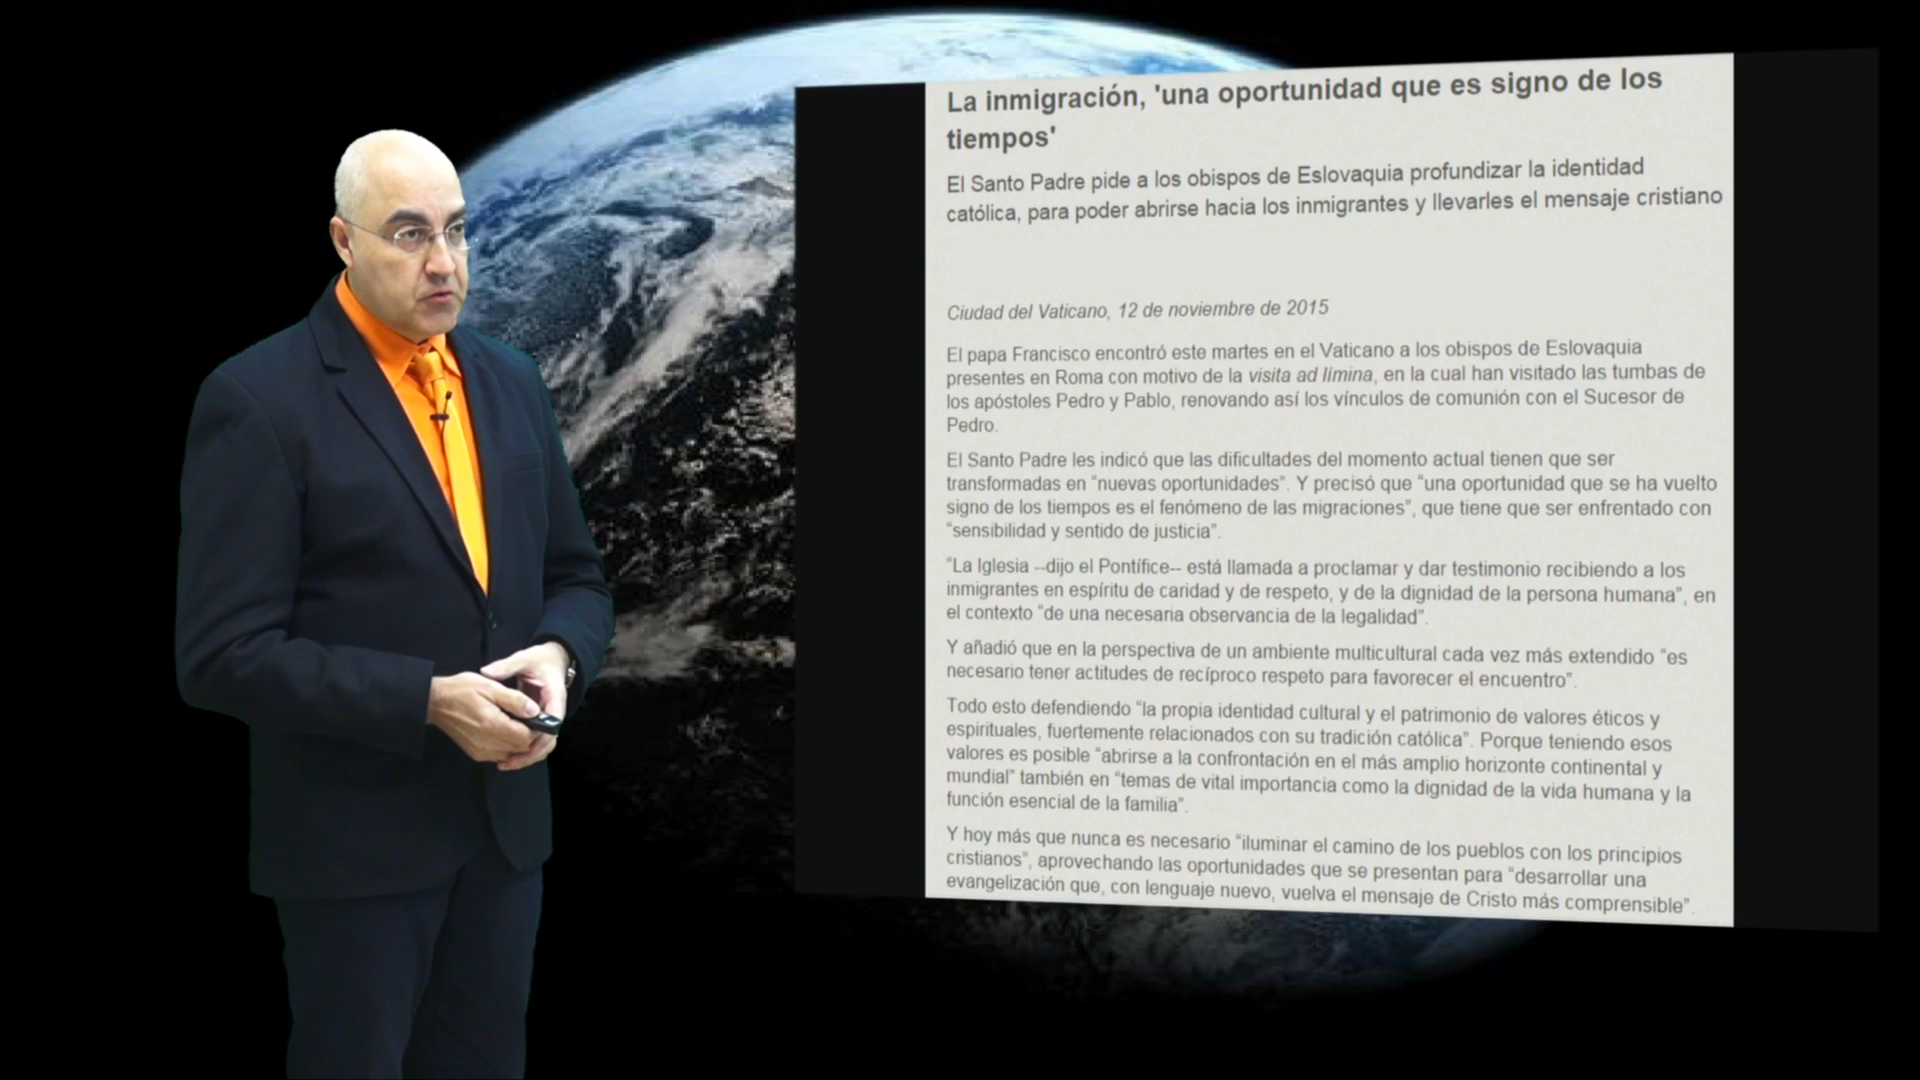 La inmigración, 'una oportunidad que es signo de los
tiempos'
El Santo Padre pide a los obispos de Eslovaquia profundizar la identidad
católica, para poder abrirse hacia los inmigrantes y llevarles el mensaje cristiano
Ciudad del Vaticano, 12 de noviembre de 2015
El papa Francisco encontró este martes en el Vaticano a los obispos de Eslovaquia
presentes en Roma con motivo de la visita ad limina, en la cual han visitado las tumbas de
los apóstoles Pedro y Pablo, renovando así los vínculos de comunión con el Sucesor de
Pedro.
El Santo Padre les indicó que las dificultades del momento actual tienen que ser
transformadas en “nuevas oportunidades”. Y precisó que “una oportunidad que se ha vuelto
signo de los tiempos es el fenómeno de las migraciones”, que tiene que ser enfrentado con
“sensibilidad y sentido de justicia”.
“La Iglesia --dijo el Pontífice-- está llamada a proclamar y dar testimonio recibiendo a los
inmigrantes en espíritu de caridad y de respeto, y de la dignidad de la persona humana”, en
el contexto “de una necesaria observancia de la legalidad”.
Y añadió que en la perspectiva de un ambiente multicultural cada vez más extendido “es
necesario tener actitudes de recíproco respeto para favorecer el encuentro”.
Todo esto defendiendo “la propia identidad cultural y el patrimonio de valores éticos y
espirituales, fuertemente relacionados con su tradición católica”. Porque teniendo esos
valores es posible “abrirse a la confrontación en el más amplio horizonte continental y
mundial” también en “temas de vital importancia como la dignidad de la vida humana y la
función esencial de la familia”.
Y hoy más que nunca es necesario “iluminar el camino de los pueblos con los principios
cristianos”, aprovechando las oportunidades que se presentan para “desarrollar una
evangelización que, con lenguaje nuevo, vuelva el mensaje de Cristo más comprensible”.